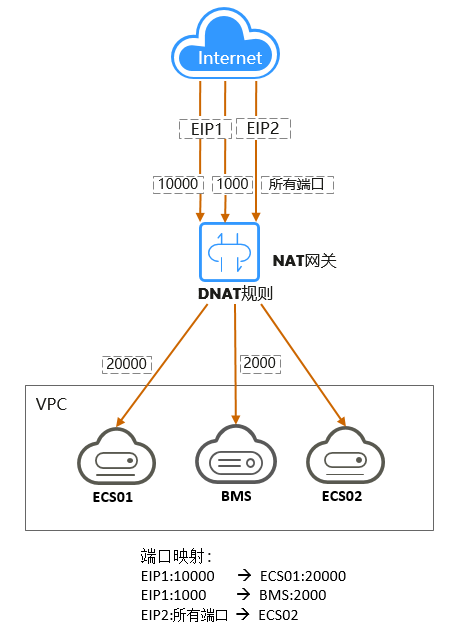 Internet
EIP1
EIP2
10000
1000
所有端口
NAT网关
DNAT规则
20000
2000
VPC
ECS01
BMS
ECS02
端口映射：
EIP1:10000 → ECS01:20000
EIP1:1000 → BMS:2000
EIP2:所有端口 → ECS02